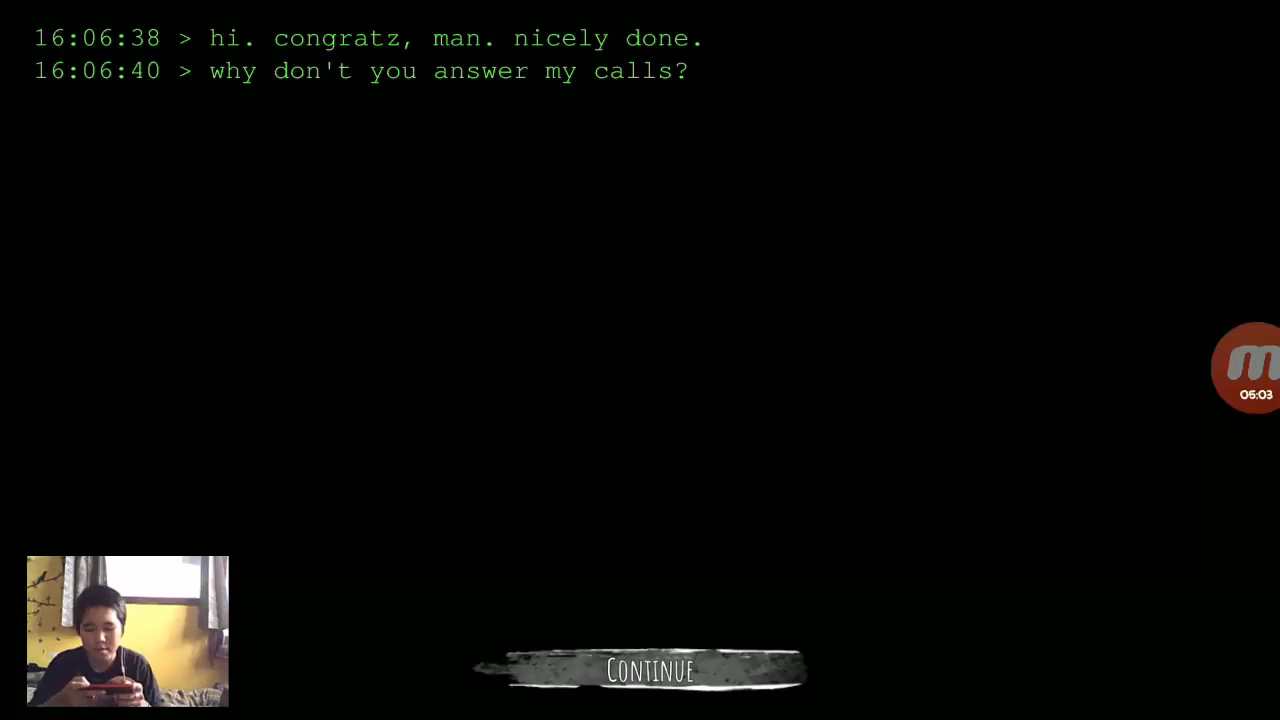 16:06:38 > hi. congratz, man. nicely done.
16:06:40 > why don't you answer my calls?
m
05:03
CONTINUE